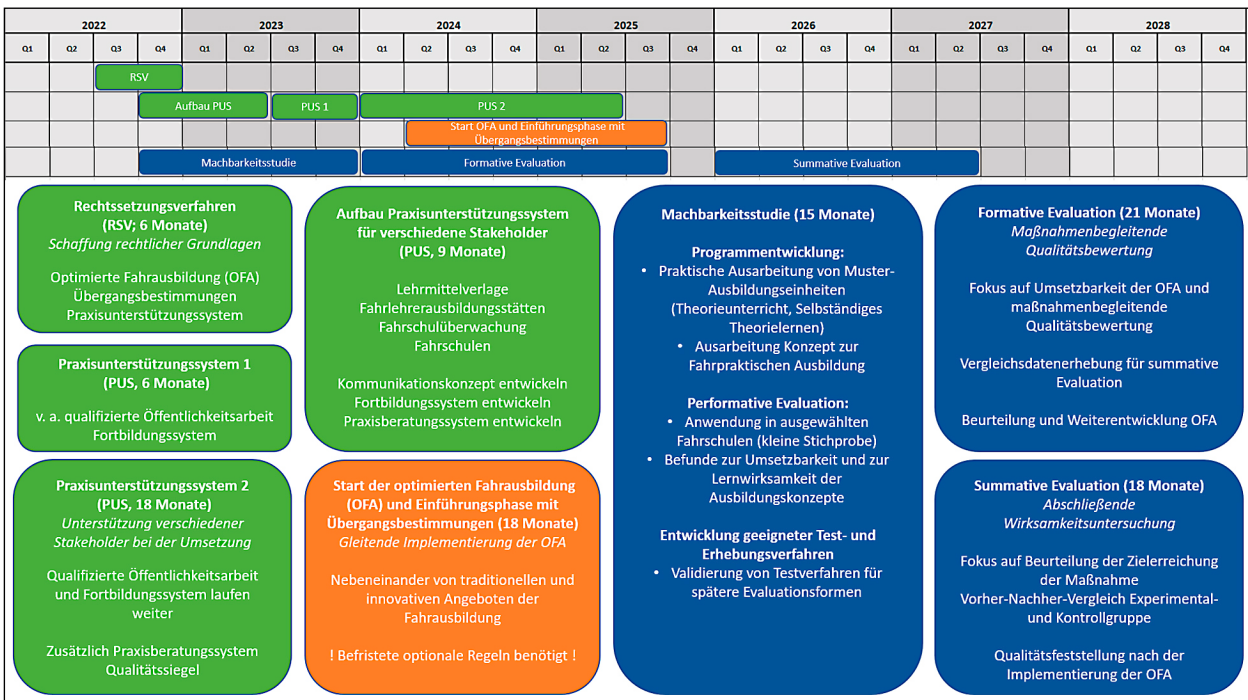 2022 2023 2024 2025 2026 2027 2028
Q1 Q2 Q3 Q4 Q1 Q2 Q3 Q4 Q1 Q2 Q3 Q4 Q1 Q2 Q3 Q4 Q1 Q2 Q3 Q4 Q1 Q2 Q3 Q4 Q1 Q2 Q3 Q4
RSV
Aufbau PUS PUS 1 PUS 2
Start OFA und Einführungsphase mit
Übergangsbestimmungen
Machbarkeitsstudie Formative Evaluation Summative Evaluation
Rechtssetzungsverfahren
(RSV; 6 Monate)
Schaffung rechtlicher Grundlagen
Optimierte Fahrausbildung (OFA)
Übergangsbestimmungen
Praxisunterstützungssystem
Praxisunterstützungssystem 1
(PUS, 6 Monate)
v. a. qualifizierte Öffentlichkeitsarbeit
Fortbildungssystem
Praxisunterstützungssystem 2
(PUS, 18 Monate)
Unterstützung verschiedener
Stakeholder bei der Umsetzung
Qualifizierte Öffentlichkeitsarbeit
und Fortbildungssystem laufen
weiter
Zusätzlich Praxisberatungssystem
Qualitätssiegel
Aufbau Praxisunterstützungssystem
für verschiedene Stakeholder
(PUS, 9 Monate)
Lehrmittelverlage
Fahrlehrerausbildungsstätten
Fahrschulüberwachung
Fahrschulen
Kommunikationskonzept entwickeln
Fortbildungssystem entwickeln
Praxisberatungssystem entwickeln
Start der optimierten Fahrausbildung
(OFA) und Einführungsphase mit
Übergangsbestimmungen (18 Monate)
Gleitende Implementierung der OFA
Nebeneinander von traditionellen und
innovativen Angeboten der
Fahrausbildung
! Befristete optionale Regeln benötigt !
Machbarkeitsstudie (15 Monate)
Programmentwicklung:
• Praktische Ausarbeitung von Muster-
Ausbildungseinheiten
(Theorieunterricht, Selbständiges
Theorielernen)
• Ausarbeitung Konzept zur
Fahrpraktischen Ausbildung
Performative Evaluation:
• Anwendung in ausgewählten
Fahrschulen (kleine Stichprobe)
• Befunde zur Umsetzbarkeit und zur
Lernwirksamkeit der
Ausbildungskonzepte
Entwicklung geeigneter Test- und
Erhebungsverfahren
• Validierung von Testverfahren für
spätere Evaluationsformen
Formative Evaluation (21 Monate)
Maßnahmenbegleitende
Qualitätsbewertung
Fokus auf Umsetzbarkeit der OFA und
maßnahmenbegleitende
Qualitätsbewertung
Vergleichsdatenerhebung für summative
Evaluation
Beurteilung und Weiterentwicklung OFA
Summative Evaluation (18 Monate)
Abschließende
Wirksamkeitsuntersuchung
Fokus auf Beurteilung der Zielerreichung
der Maßnahme
Vorher-Nachher-Vergleich Experimental-
und Kontrollgruppe
Qualitätsfeststellung nach der
Implementierung der OFA